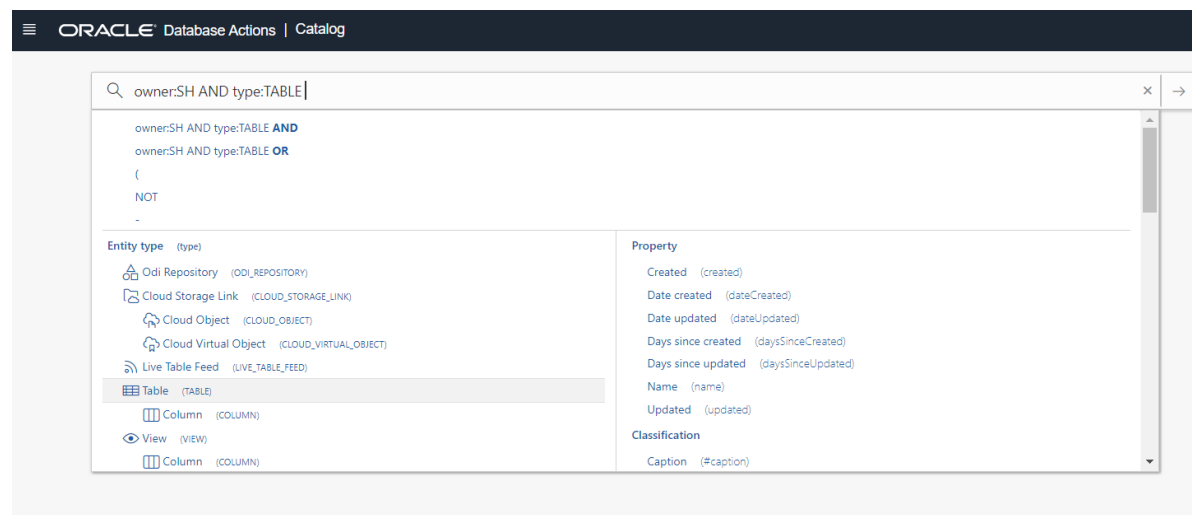 ORACLE Database Actions | Catalog
owner:SH AND type:TABLE
owner:SH AND type:TABLE AND
owner:SH AND type:TABLE OR
(
NOT
-
Entity type (type)
Odi Repository (ODI_REPOSITORY)
Cloud Storage Link (CLOUD_STORAGE_LINK)
Cloud Object (CLOUD_OBJECT)
Cloud Virtual Object (CLOUD_VIRTUAL_OBJECT)
Live Table Feed (LIVE_TABLE_FEED)
Table (TABLE)
Column (COLUMN)
View (VIEW)
Column (COLUMN)
Property
Created (created)
Date created (dateCreated)
Date updated (dateUpdated)
Days since created (daysSinceCreated)
Days since updated (daysSinceUpdated)
Name (name)
Updated (updated)
Classification
Caption (#caption)